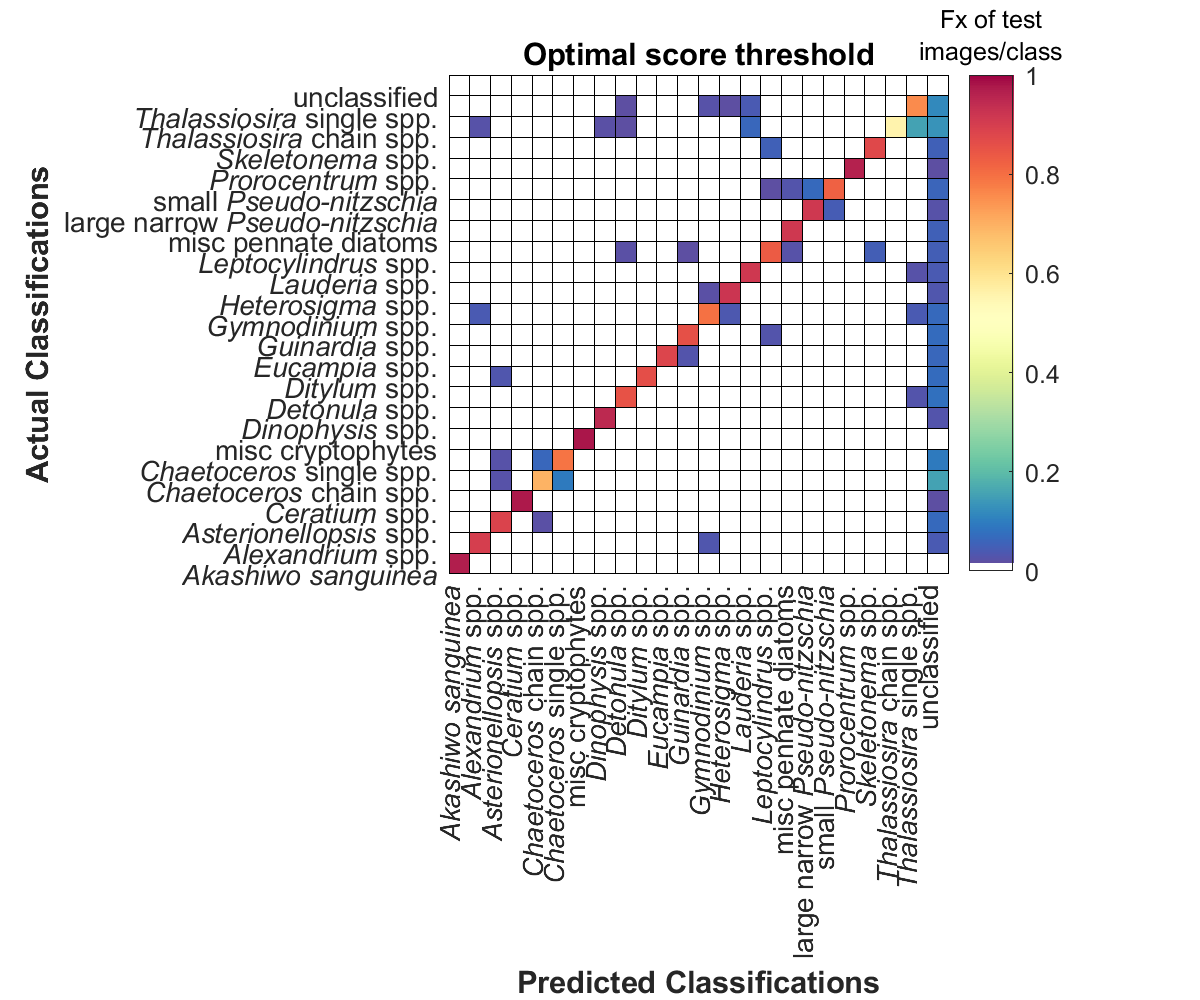 Fx of test
images/class
Optimal score threshold
Actual Classifications
unclassified
Thalassiosira single spp.
Thalassiosira chain spp.
Skeletonema spp.
Prorocentrum spp.
small Pseudo-nitzschia
large narrow Pseudo-nitzschia
misc pennate diatoms
Leptocylindrus spp.
Lauderia spp.
Heterosigma spp.
Gymnodinium spp.
Guinardia spp.
Eucampia spp.
Ditylum spp.
Detonula spp.
Dinophysis spp.
misc cryptophytes
Chaetoceros single spp.
Chaetoceros chain spp.
Ceratium spp.
Asterionellopsis spp.
Alexandrium spp.
Akashiwo sanguinea
1
0.8
0.6
0.4
0.2
0
Akashiwo sanguinea
Alexandrium spp.
Asterionellopsis spp.
Ceratium spp.
Chaetoceros chain spp.
Chaetoceros single spp.
misc cryptophytes
Dinophysis spp.
Detonula spp.
Ditylum spp.
Eucampia spp.
Guinardia spp.
Gymnodinium spp.
Heterosigma spp.
Lauderia spp.
Leptocylindrus spp.
misc pennate diatoms
large narrow Pseudo-nitzschia
small Pseudo-nitzschia
Prorocentrum spp.
Skeletonema spp.
Thalassiosira chain spp.
Thalassiosira single spp.
unclassified
Predicted Classifications